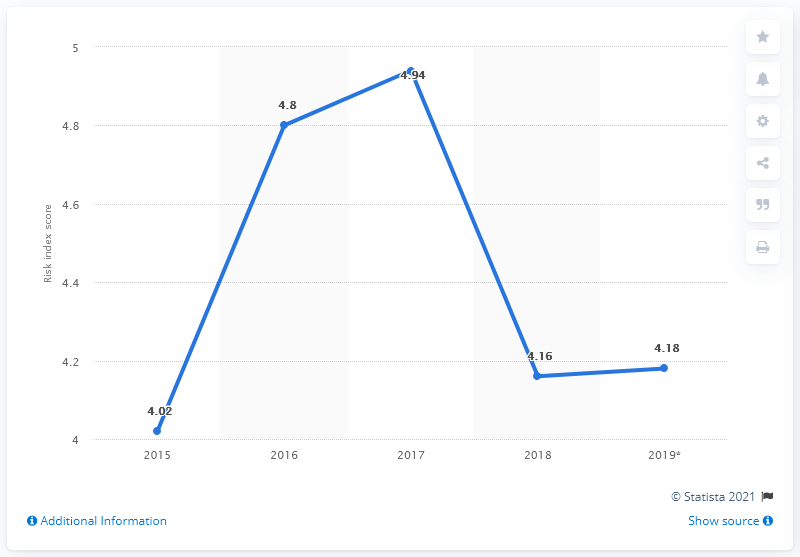 5
4.94
4.8
4.8
4.6
Risk index score
4.4
4.2
4.16
4.18
4.02
4
2015 2016 2017 2018 2019*
© Statista 2021
Additional Information
Show source